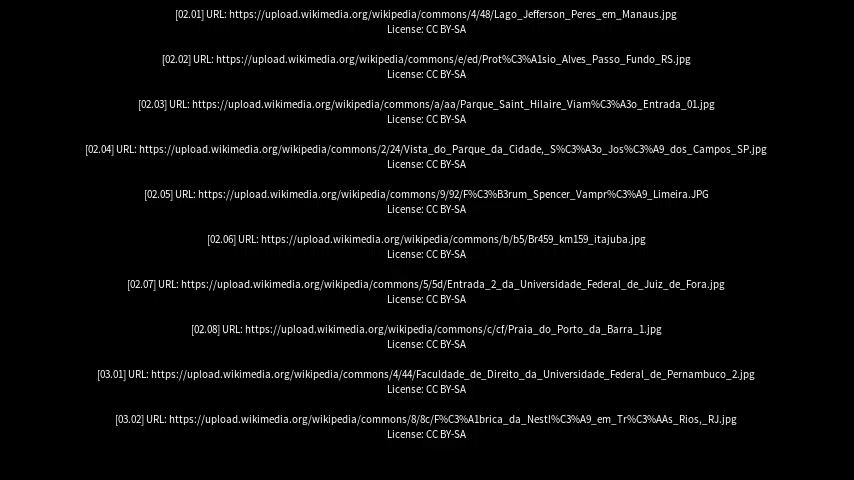 [02.01] URL: https://upload.wikimedia.org/wikipedia/commons/4/48/Lago_Jefferson_Peres_em_Manaus.jpg
License: CC BY-SA
[02.02] URL: https://upload.wikimedia.org/wikipedia/commons/e/ed/Prot%C3%A1sio_Alves_Passo_Fundo_RS.jpg
License: CC BY-SA
[02.03] URL: https://upload.wikimedia.org/wikipedia/commons/a/aa/Parque_Saint_Hilaire_Viam%C3%A3o_Entrada_01.jpg
License: CC BY-SA
[02.04] URL: https://upload.wikimedia.org/wikipedia/commons/2/24/Vista_do_Parque_da_Cidade,_S%C3%A3o_Jos%C3%A9_dos_Campos_SP.jpg
License: CC BY-SA
[02.05] URL: https://upload.wikimedia.org/wikipedia/commons/9/92/F%C3%B3rum_Spencer_Vampr%C3%A9_Limeira.JPG
License: CC BY-SA
[02.06] URL: https://upload.wikimedia.org/wikipedia/commons/b/b5/Br459_km159_itajuba.jpg
License: CC BY-SA
[02.07] URL: https://upload.wikimedia.org/wikipedia/commons/5/5d/Entrada_2_da_Universidade_Federal_de_Juiz_de_Fora.jpg
License: CC BY-SA
[02.08] URL: https://upload.wikimedia.org/wikipedia/commons/c/cf/Praia_do_Porto_da_Barra_1.jpg
License: CC BY-SA
[03.01] URL: https://upload.wikimedia.org/wikipedia/commons/4/44/Faculdade_de_Direito_da_Universidade_Federal_de_Pernambuco_2.jpg
License: CC BY-SA
[03.02] URL: https://upload.wikimedia.org/wikipedia/commons/8/8c/F%C3%A1brica_da_Nestl%C3%A9_em_Tr%C3%AAs_Rios,_RJ.jpg
License: CC BY-SA